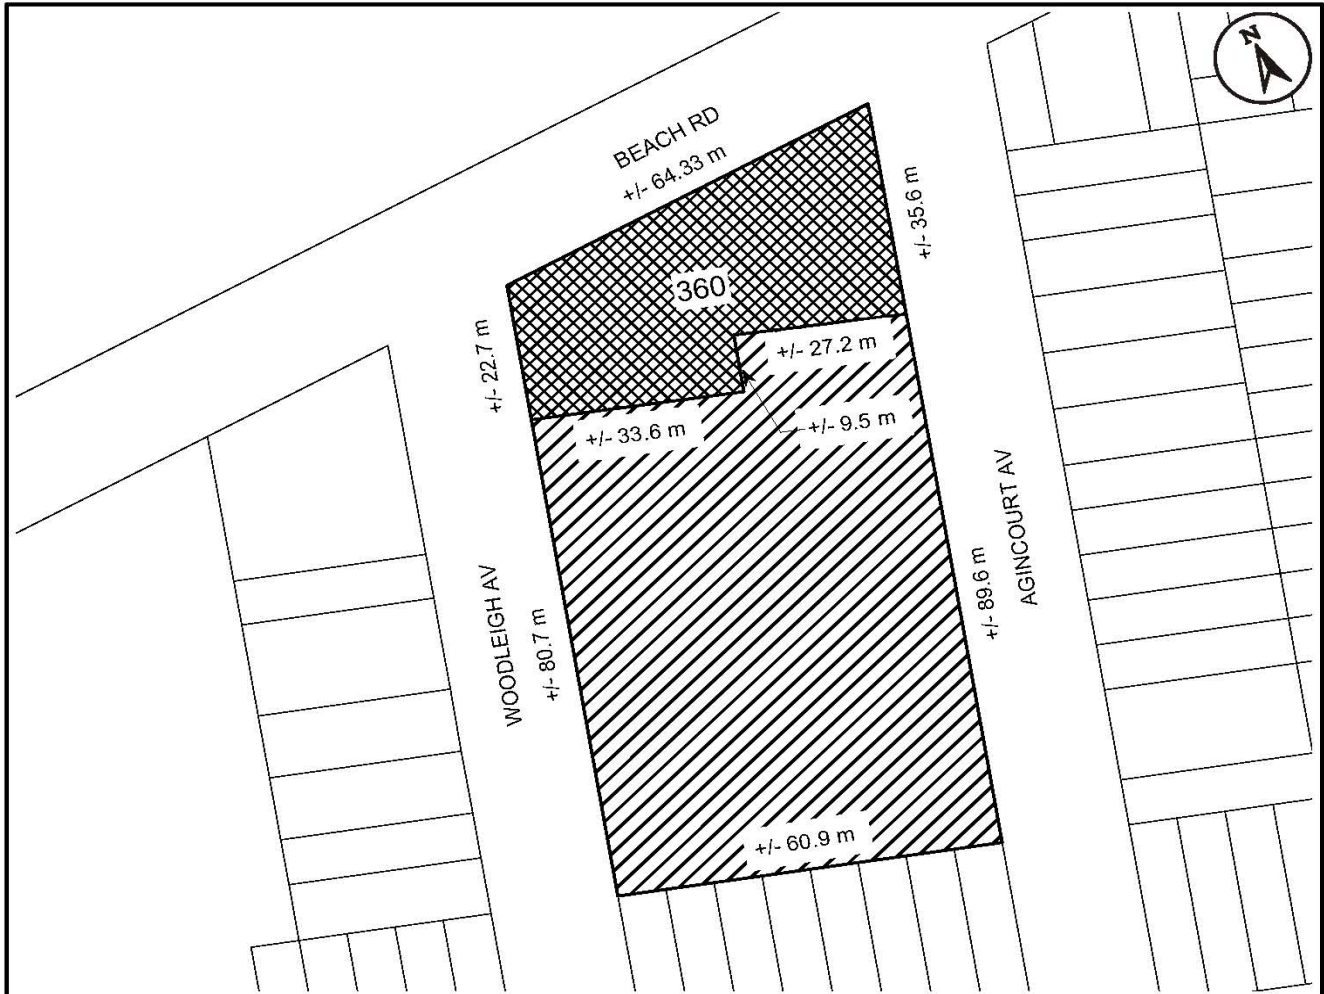 N
BEACH RD
+/- 64.33 m
+/- 35.6 m
360
+/- 22.7 m
+/- 27.2 m
+/- 9.5 m
+/- 33.6 m
AGINCOURT AV
+/- 89.6 m
WOODLEIGH AV
+/- 80.7 m
+/- 60.9 m